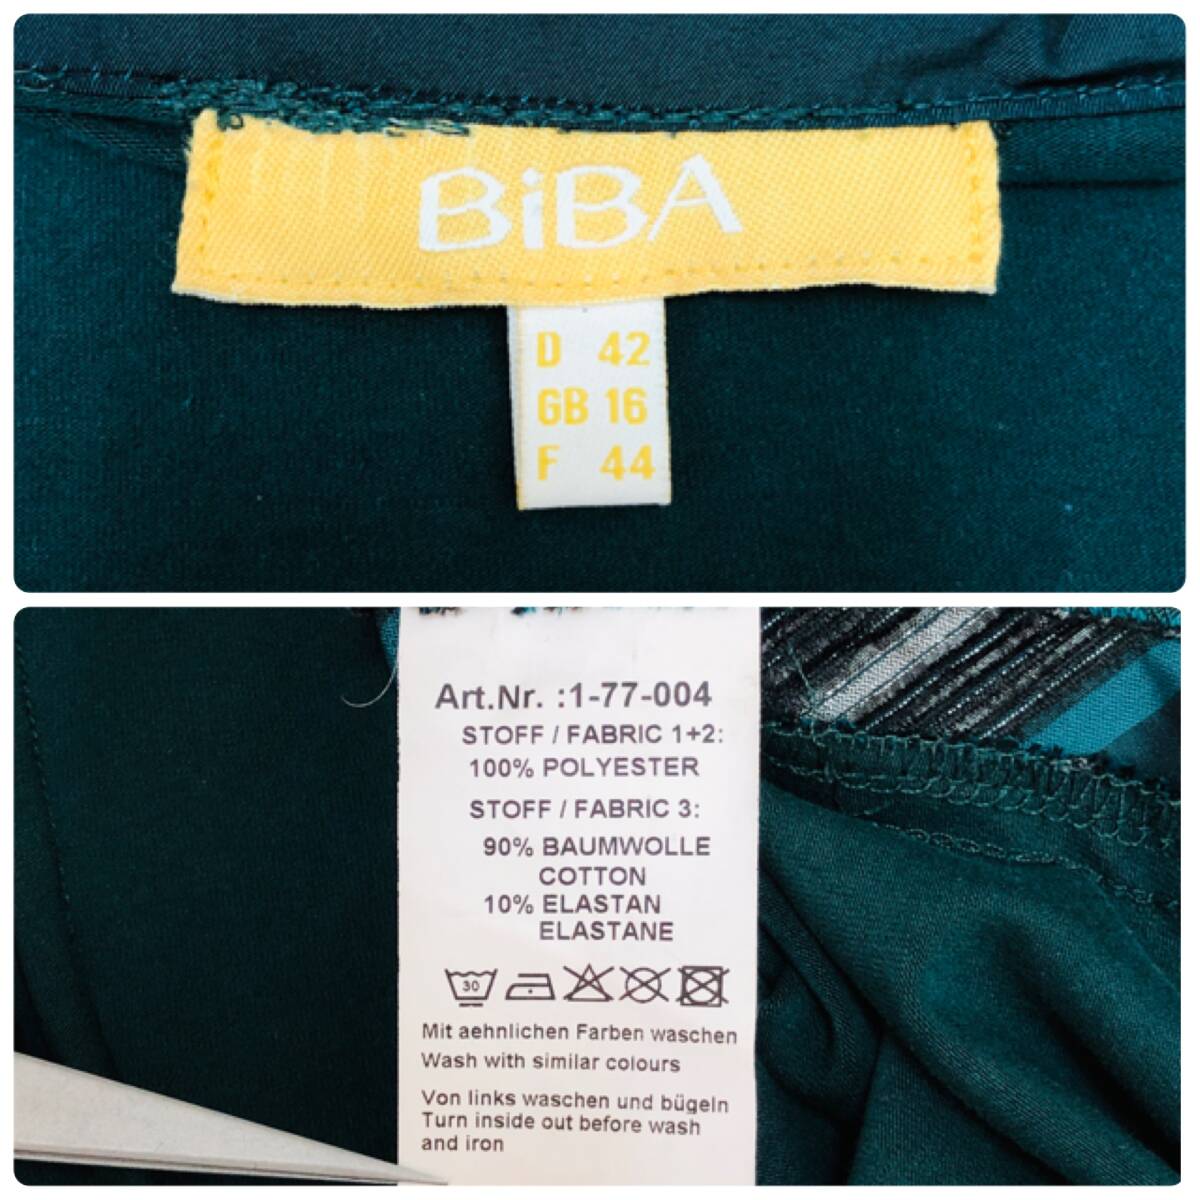 BiBA
D 42
GB 16
F 44
Art.Nr. :1-77-004
STOFF / FABRIC 1+2:
100% POLYESTER
STOFF / FABRIC 3:
90% BAUMWOLLE
COTTON
10% ELASTAN
ELASTANE
30
Mit aehnlichen Farben waschen
Wash with similar colours
Von links waschen und bügeln
Turn inside out before wash
and iron